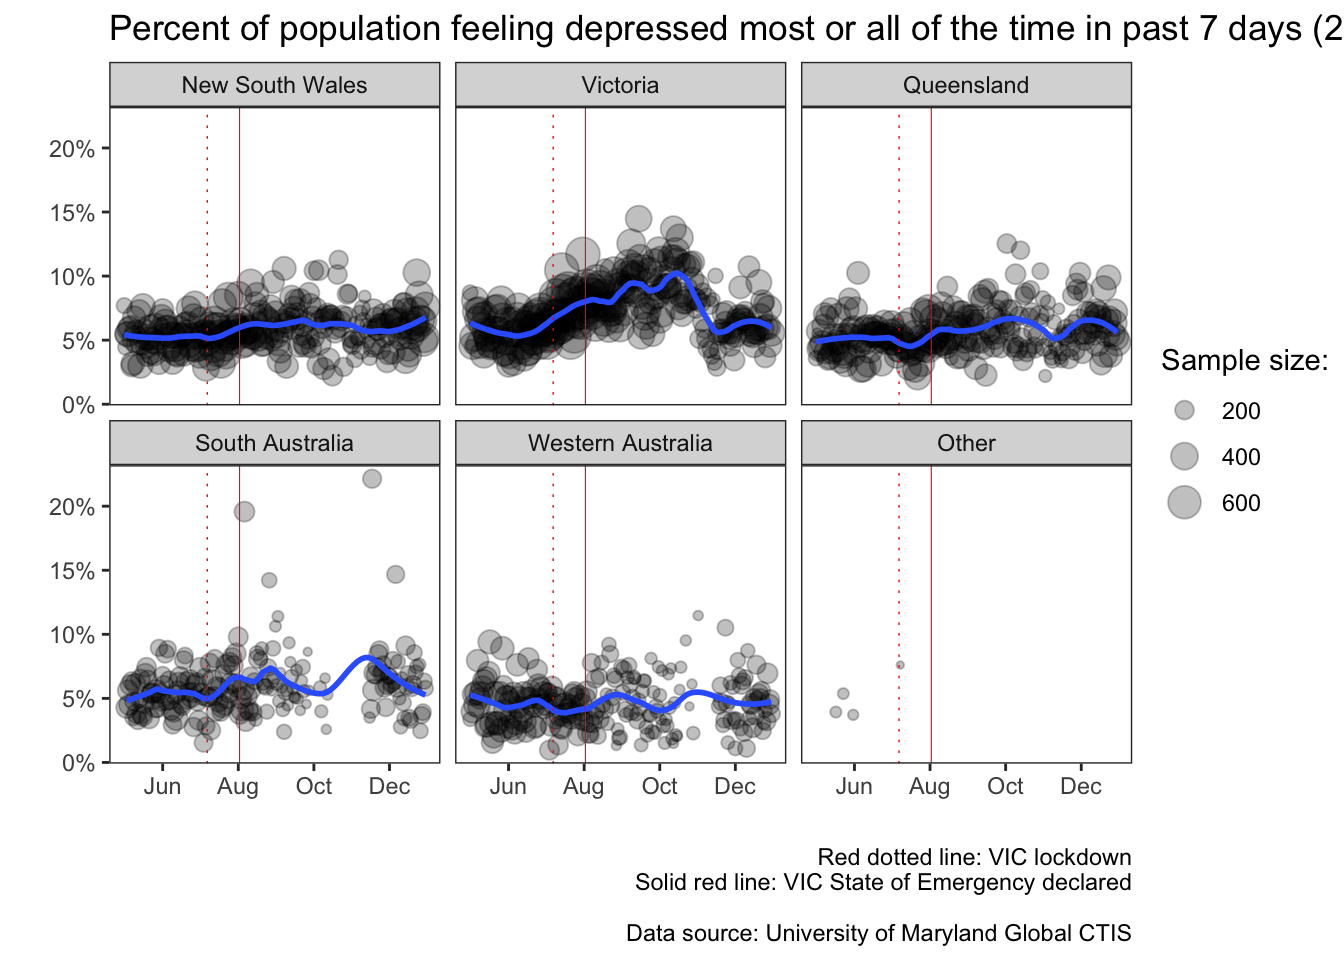 Percent of population feeling depressed most or all of the time in past 7 days (2
New South Wales
Victoria
Queensland
20%
15%
10%
5%
0%
South Australia
Western Australia
Other
20%
15%
10%
5%
0%
Jun Aug Oct Dec
Jun Aug Oct Dec
Jun Aug Oct Dec
Sample size:
200
400
600
Red dotted line: VIC lockdown
Solid red line: VIC State of Emergency declared
Data source: University of Maryland Global CTIS